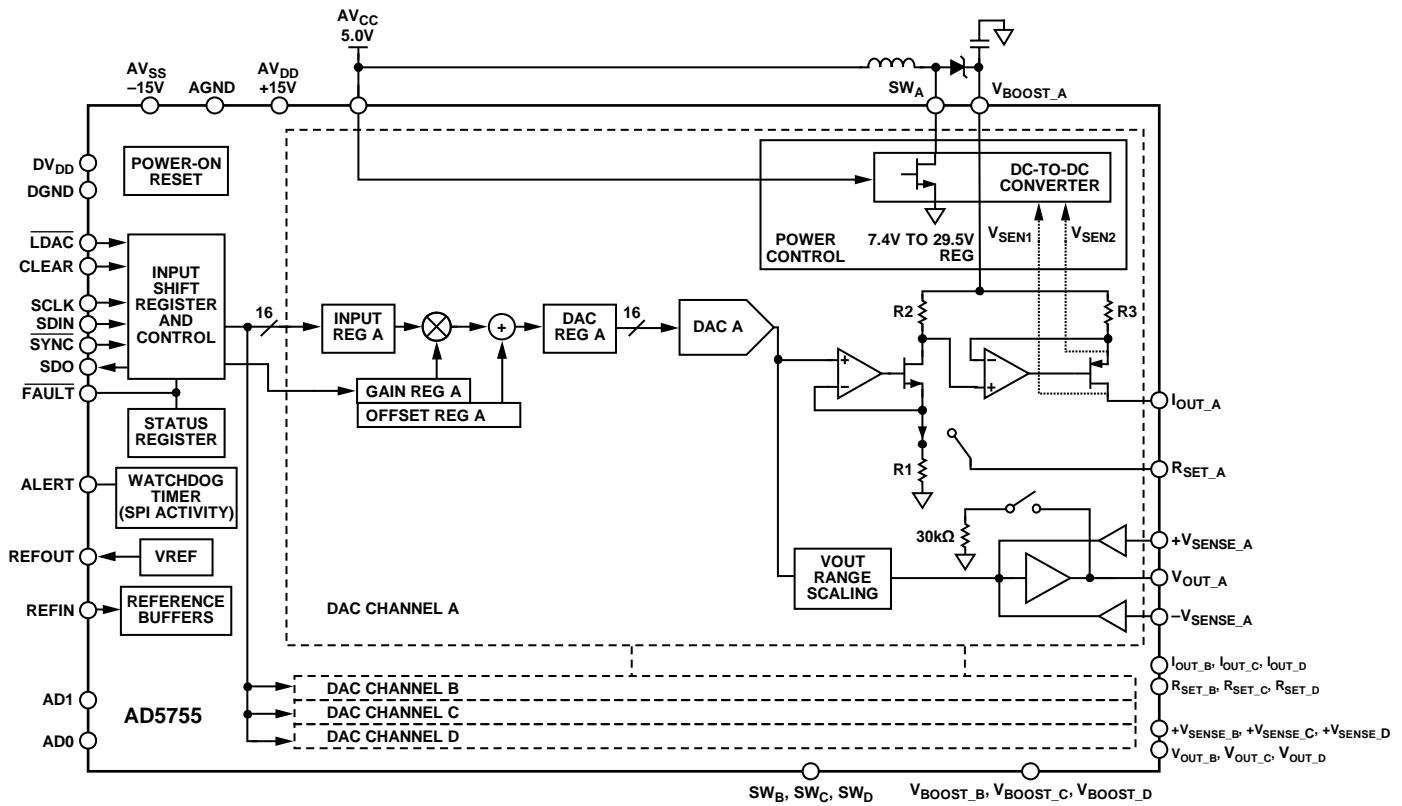 AVCC
5.0V
AVSS
–15V
AGND
AVDD
+15V
SWA
VBOOST_A
DVDD
DGND
POWER-ON
RESET
DC-TO-DC
CONVERTER
POWER
CONTROL
7.4V TO 29.5V
REG
VSEN1
VSEN2
LDAC
CLEAR
SCLK
SDIN
SYNC
SDO
FAULT
INPUT
SHIFT
REGISTER
AND
CONTROL
16
INPUT
REG A
×
+
DAC
REG A
16
DAC A
GAIN REG A
OFFSET REG A
R2
R3
+
–
–
+
R1
IOUT_A
RSET_A
STATUS
REGISTER
ALERT
WATCHDOG
TIMER
(SPI ACTIVITY)
REFOUT
VREF
REFIN
REFERENCE
BUFFERS
30kΩ
VOUT
RANGE
SCALING
+VSENSE_A
VOUT_A
–VSENSE_A
DAC CHANNEL A
IOUT_B, IOUT_C, IOUT_D
RSET_B, RSET_C, RSET_D
+VSENSE_B, +VSENSE_C, +VSENSE_D
VOUT_B, VOUT_C, VOUT_D
AD1
AD0
AD5755
DAC CHANNEL B
DAC CHANNEL C
DAC CHANNEL D
SWB, SWC, SWD
VBOOST_B, VBOOST_C, VBOOST_D